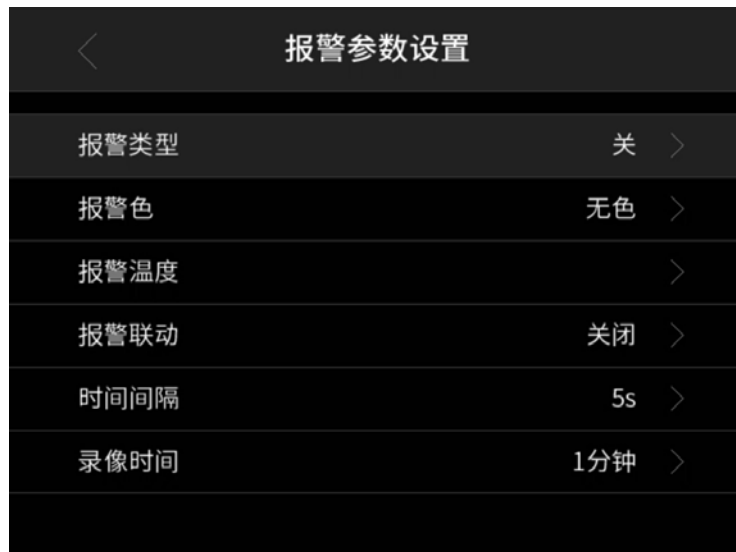 报警参数设置
报警类型 关
报警色 无色
报警温度
报警联动 关闭
时间间隔 5s
录像时间 1分钟